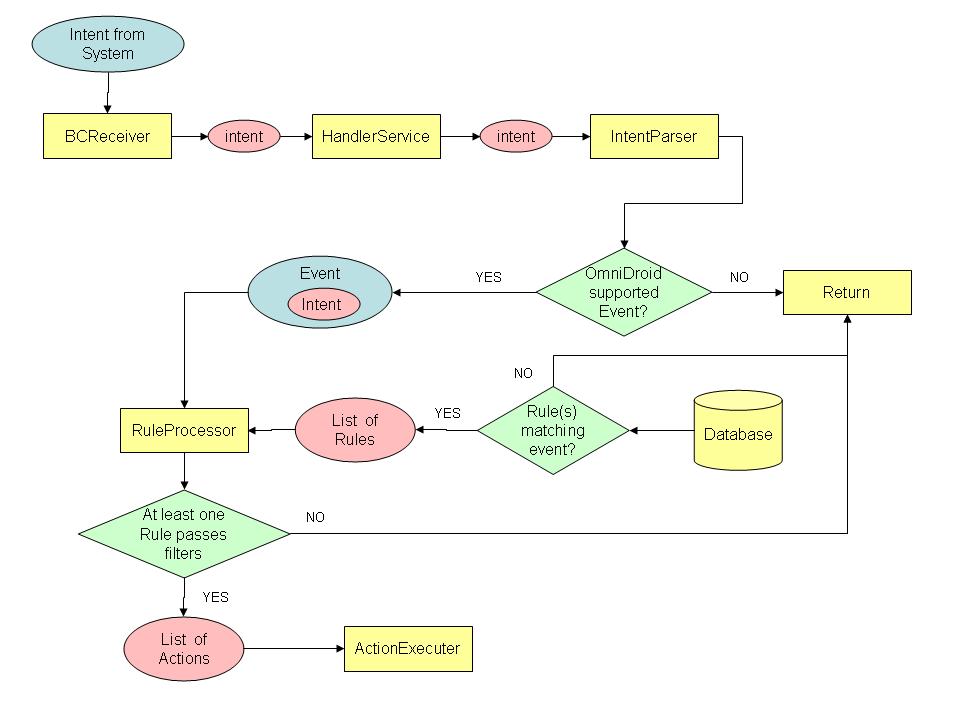 Intent from
System
BCReceiver
intent
HandlerService
intent
IntentParser
Event
Intent
YES
OmniDroid
supported
Event?
NO
Return
NO
RuleProcessor
List of
Rules
YES
Rule(s)
matching
event?
Database
At least one
Rule passes
filters
NO
YES
List of
Actions
ActionExecuter